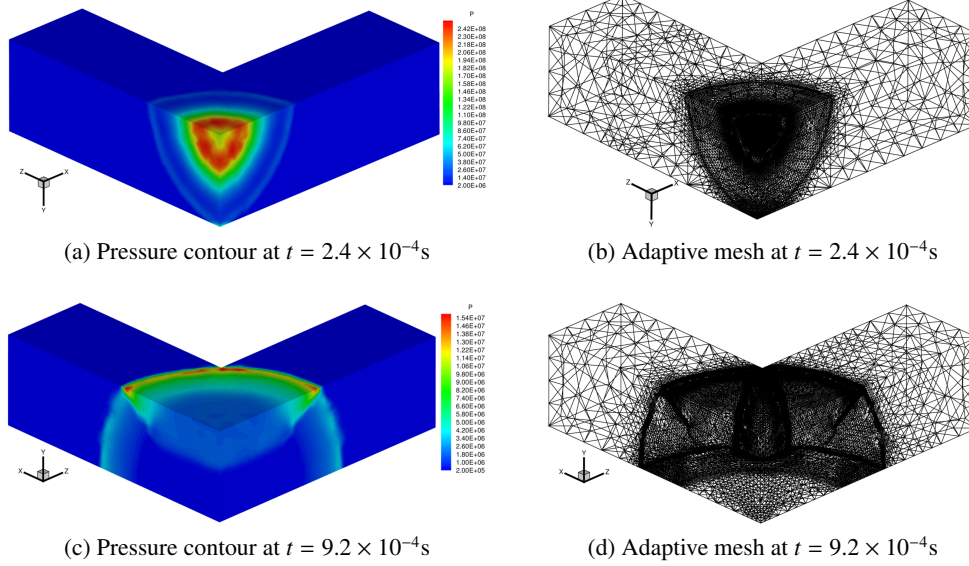 P
2.42E+08
2.30E+08
2.18E+08
2.06E+08
1.94E+08
1.82E+08
1.70E+08
1.58E+08
1.46E+08
1.34E+08
1.22E+08
1.10E+08
9.80E+07
8.60E+07
7.40E+07
6.20E+07
5.00E+07
3.80E+07
2.60E+07
1.40E+07
2.00E+06
Z X
Y
Z X
Y
(a) Pressure contour at t = 2.4 × 10⁻⁴s
(b) Adaptive mesh at t = 2.4 × 10⁻⁴s
P
1.54E+07
1.46E+07
1.38E+07
1.30E+07
1.22E+07
1.14E+07
1.06E+07
9.80E+06
9.00E+06
8.20E+06
7.40E+06
6.60E+06
5.80E+06
5.00E+06
4.20E+06
3.40E+06
2.60E+06
1.80E+06
1.00E+06
2.00E+05
Y
X Z
Y
X Z
(c) Pressure contour at t = 9.2 × 10⁻⁴s
(d) Adaptive mesh at t = 9.2 × 10⁻⁴s